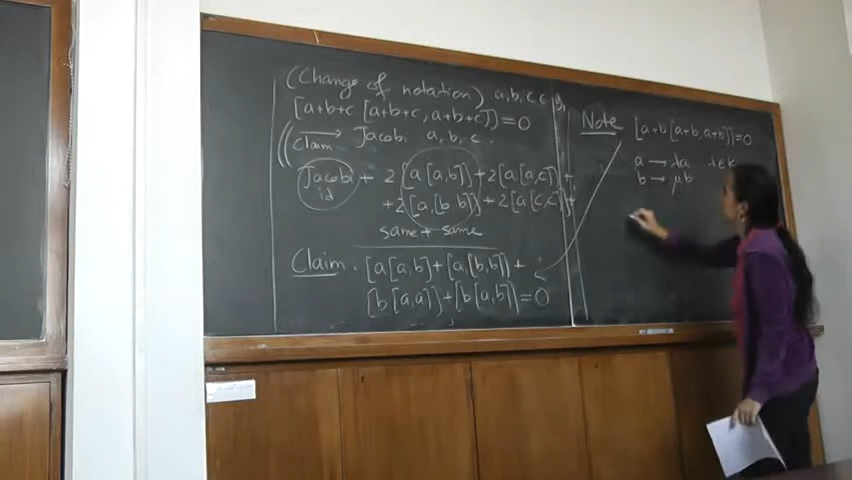 (Change of notation) a, b, c ∈ g₁
[a+b+c [a+b+c, a+b+c]] = 0
Claim → Jacobi a, b, c.
Jacobi id + 2[a[a,b]] + 2[a[a,c]] +
+2[a,[b b]] + 2[a[c,c]] +
same + same
Claim. [a[a,b] + [a,[b,b]] +
[b[a,a]] + [b[a,b]] = 0
Note [a+b[a+b,a+b]] = 0
a → λa λ∈K
b → μb